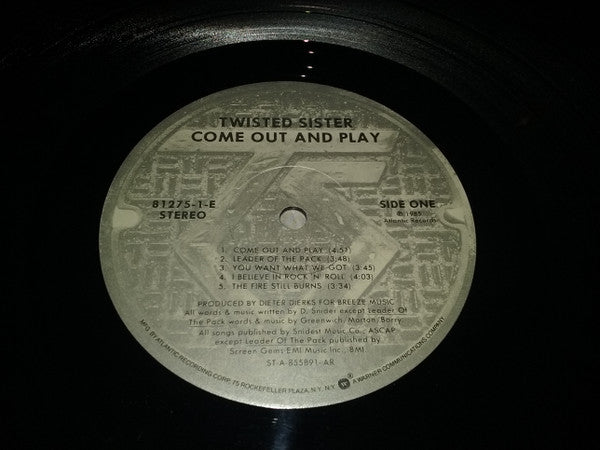 TWISTED SISTER
COME OUT AND PLAY
81275-1-E
STEREO
SIDE ONE
℗ 1985
Atlantic Records
1. COME OUT AND PLAY (4:51)
2. LEADER OF THE PACK (3:48)
3. YOU WANT WHAT WE GOT (3:45)
4. I BELIEVE IN ROCK 'N' ROLL (4:03)
5. THE FIRE STILL BURNS (3:34)
PRODUCED BY DIETER DIERKS FOR BREEZE MUSIC
All words & music written by D. Snider except Leader Of
The Pack words & music by Greenwich, Morton, Barry.
All songs published by Snidest Music Co.; ASCAP
except Leader Of The Pack published by
Screen Gems EMI Music Inc., BMI
ST-A-855891-AR
MFG. BY ATLANTIC RECORDING CORP., 75 ROCKEFELLER PLAZA, N.Y., N.Y. A WARNER COMMUNICATIONS COMPANY